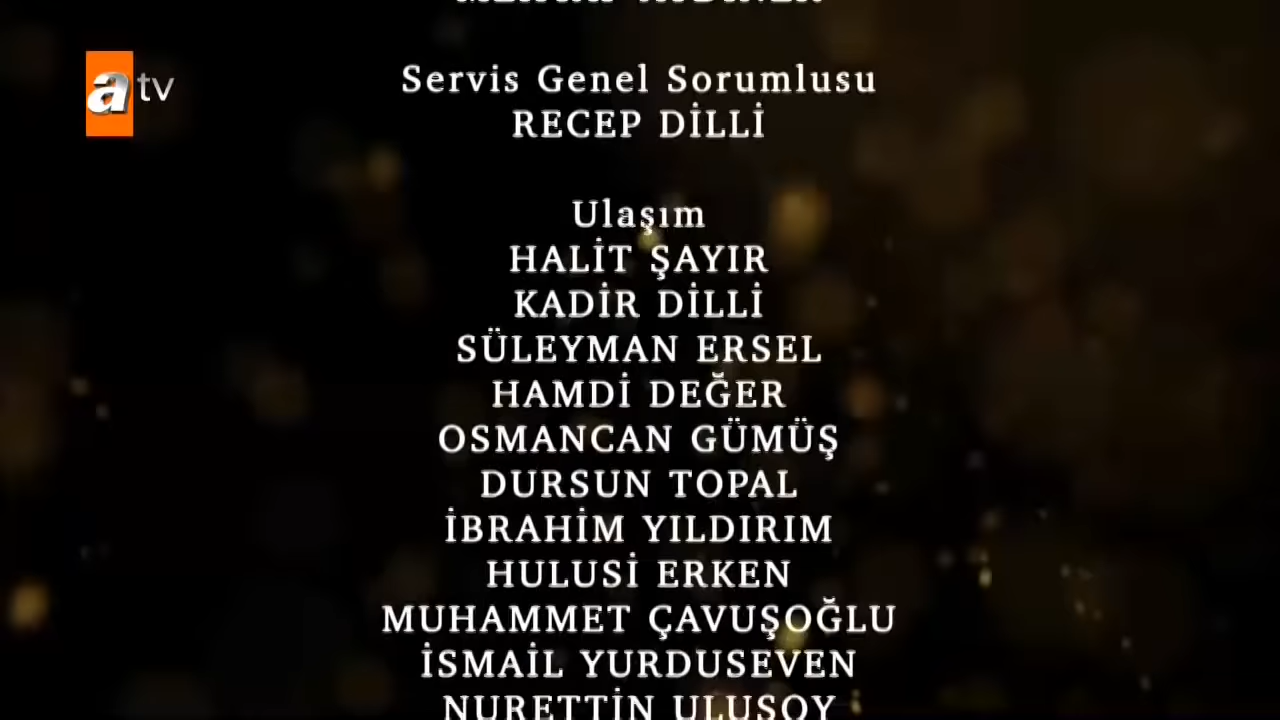 atv
Servis Genel Sorumlusu
RECEP DİLLİ
Ulaşım
HALİT ŞAYIR
KADİR DİLLİ
SÜLEYMAN ERSEL
HAMDİ DEĞER
OSMANCAN GÜMÜŞ
DURSUN TOPAL
İBRAHİM YILDIRIM
HULUSİ ERKEN
MUHAMMET ÇAVUŞOĞLU
İSMAİL YURDUSEVEN
NURETTİN ULUSOY